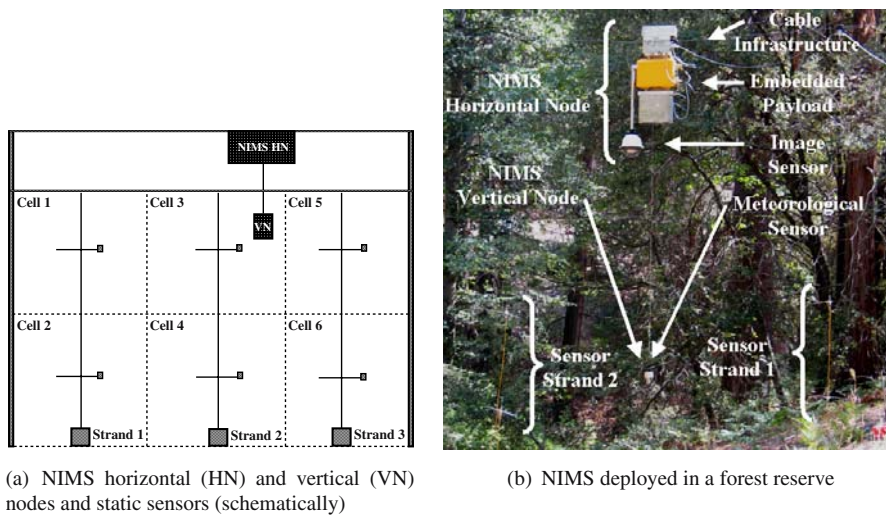 NIMS HN
Cell 1
Cell 3
Cell 5
VN
Cell 2
Cell 4
Cell 6
Strand 1
Strand 2
Strand 3
(a) NIMS horizontal (HN) and vertical (VN)
nodes and static sensors (schematically)
Cable
Infrastructure
NIMS
Horizontal Node
Embedded
Payload
Image
Sensor
NIMS
Vertical Node
Meteorological
Sensor
Sensor
Strand 2
Sensor
Strand 1
(b) NIMS deployed in a forest reserve